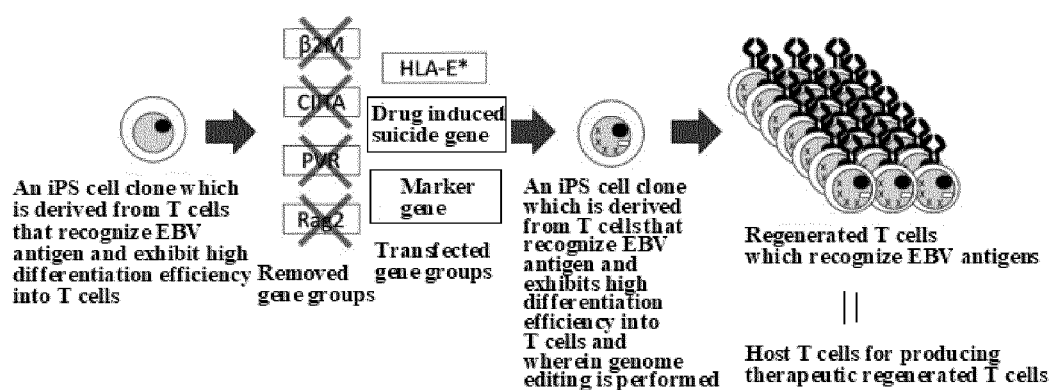 An iPS cell clone which
is derived from T cells
that recognize EBV
antigen and exhibit high
differentiation efficiency
into T cells
β2M
CIITA
PVR
Rag2
Removed
gene groups
HLA-E*
Drug induced
suicide gene
Marker
gene
Transfected
gene groups
An iPS cell clone
which is derived
from T cells that
recognize EBV
antigen and
exhibits high
differentiation
efficiency into
T cells and
wherein genome
editing is performed
Regenerated T cells
which recognize EBV antigens
||
Host T cells for producing
therapeutic regenerated T cells